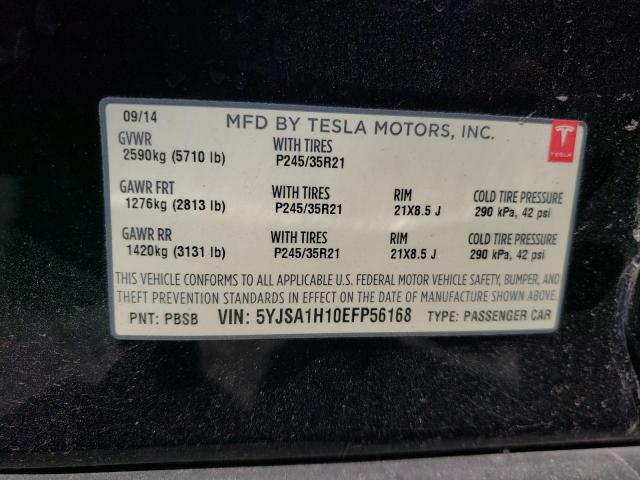 09/14
MFD BY TESLA MOTORS, INC.
TESLA
GVWR WITH TIRES
2590kg (5710 lb) P245/35R21
GAWR FRT WITH TIRES RIM COLD TIRE PRESSURE
1276kg (2813 lb) P245/35R21 21X8.5 J 290 kPa, 42 psi
GAWR RR WITH TIRES RIM COLD TIRE PRESSURE
1420kg (3131 lb) P245/35R21 21X8.5 J 290 kPa, 42 psi
THIS VEHICLE CONFORMS TO ALL APPLICABLE U.S. FEDERAL MOTOR VEHICLE SAFETY, BUMPER, AND
THEFT PREVENTION STANDARDS IN EFFECT ON THE DATE OF MANUFACTURE SHOWN ABOVE.
PNT: PBSB VIN: 5YJSA1H10EFP56168 TYPE: PASSENGER CAR